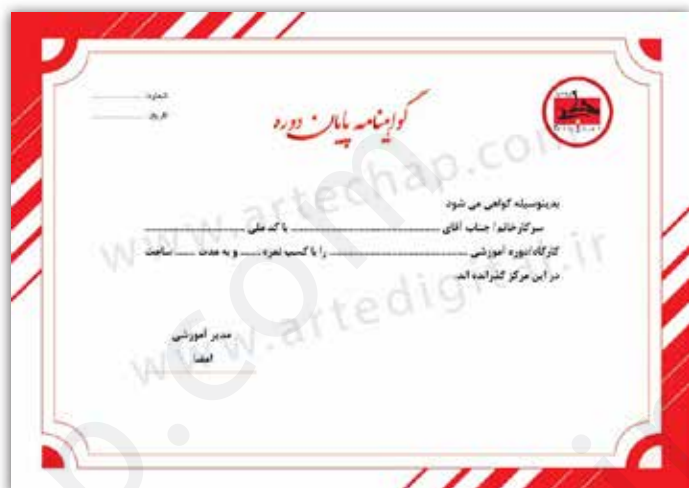 گواهینامه پایان دوره
شماره:
تاریخ:
بدینوسیله گواهی می شود
سرکار خانم / جناب آقای ........................................ با کد ملی ........................................
کارگاه/دوره آموزشی ........................................ را با کسب نمره ........ و به مدت ........ ساعت
در این مرکز گذرانده اند.
مدیر آموزشی
امضا
www.artechap.com
www.artedigital.ir